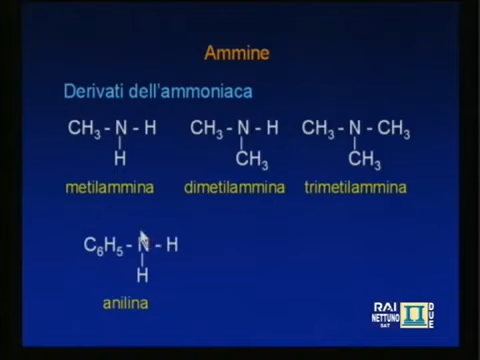 Ammine
Derivati dell'ammoniaca
CH₃ - N - H
H
metilammina
CH₃ - N - H
CH₃
dimetilammina
CH₃ - N - CH₃
CH₃
trimetilammina
C₆H₅ - N - H
H
anilina
RAI
NETTUNO
SAT
DUE